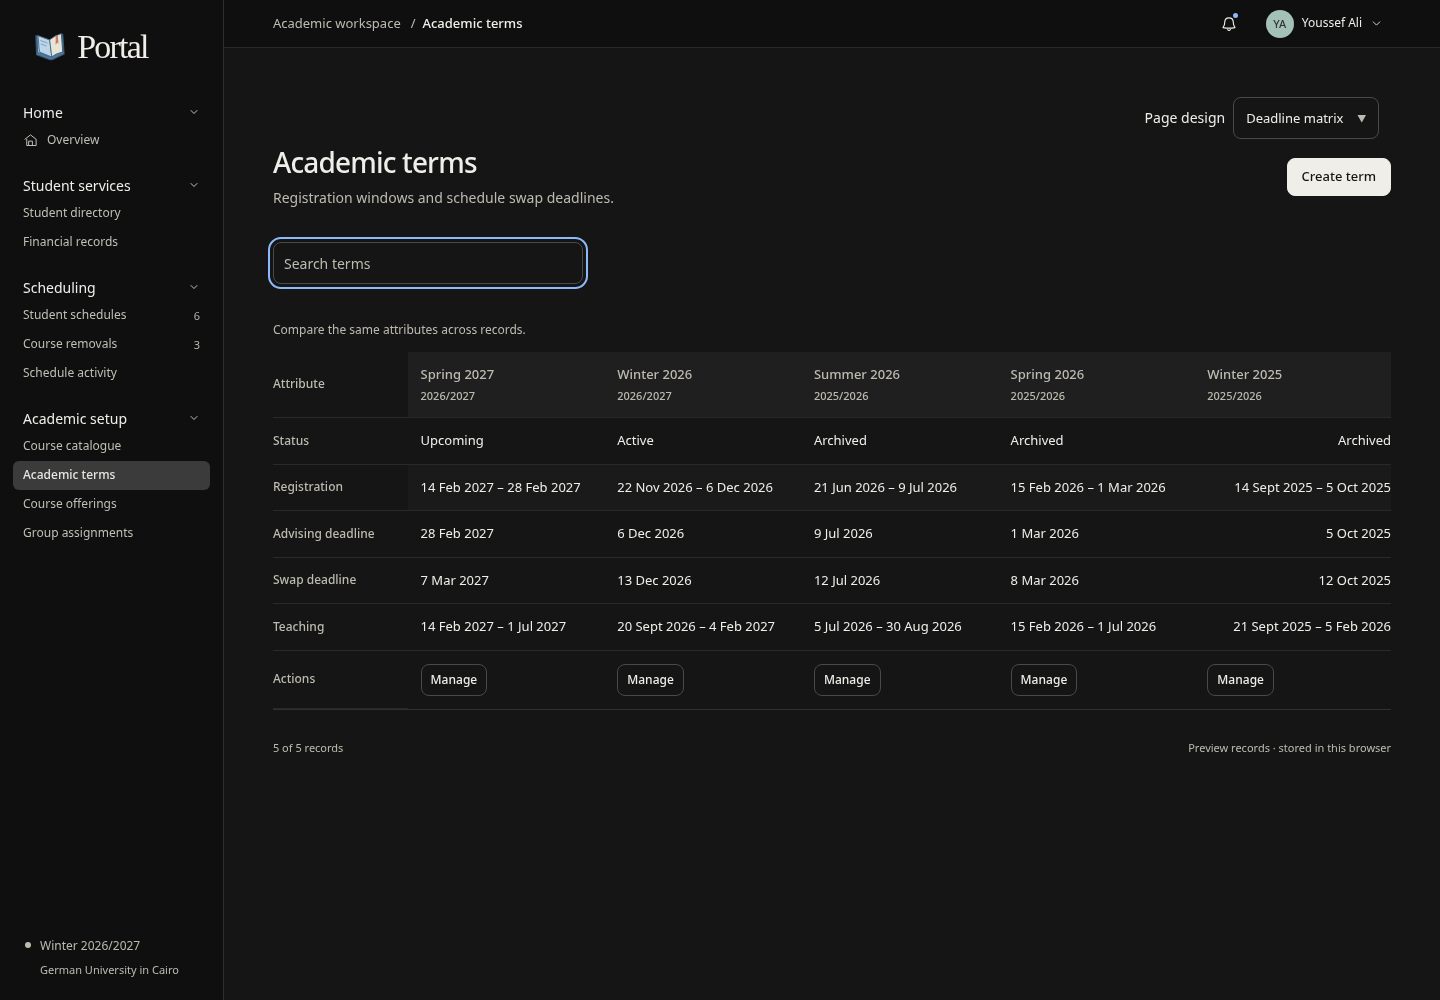 Portal
Academic workspace / Academic terms
YA Youssef Ali
Home
Overview
Student services
Student directory
Financial records
Scheduling
Student schedules 6
Course removals 3
Schedule activity
Academic setup
Course catalogue
Academic terms
Course offerings
Group assignments
Winter 2026/2027
German University in Cairo
Page design Deadline matrix
Academic terms
Registration windows and schedule swap deadlines.
Create term
Search terms
Compare the same attributes across records.
Attribute Spring 2027 Winter 2026 Summer 2026 Spring 2026 Winter 2025
2026/2027 2026/2027 2025/2026 2025/2026 2025/2026
Status Upcoming Active Archived Archived Archived
Registration 14 Feb 2027 – 28 Feb 2027 22 Nov 2026 – 6 Dec 2026 21 Jun 2026 – 9 Jul 2026 15 Feb 2026 – 1 Mar 2026 14 Sept 2025 – 5 Oct 2025
Advising deadline 28 Feb 2027 6 Dec 2026 9 Jul 2026 1 Mar 2026 5 Oct 2025
Swap deadline 7 Mar 2027 13 Dec 2026 12 Jul 2026 8 Mar 2026 12 Oct 2025
Teaching 14 Feb 2027 – 1 Jul 2027 20 Sept 2026 – 4 Feb 2027 5 Jul 2026 – 30 Aug 2026 15 Feb 2026 – 1 Jul 2026 21 Sept 2025 – 5 Feb 2026
Actions Manage Manage Manage Manage Manage
5 of 5 records Preview records · stored in this browser